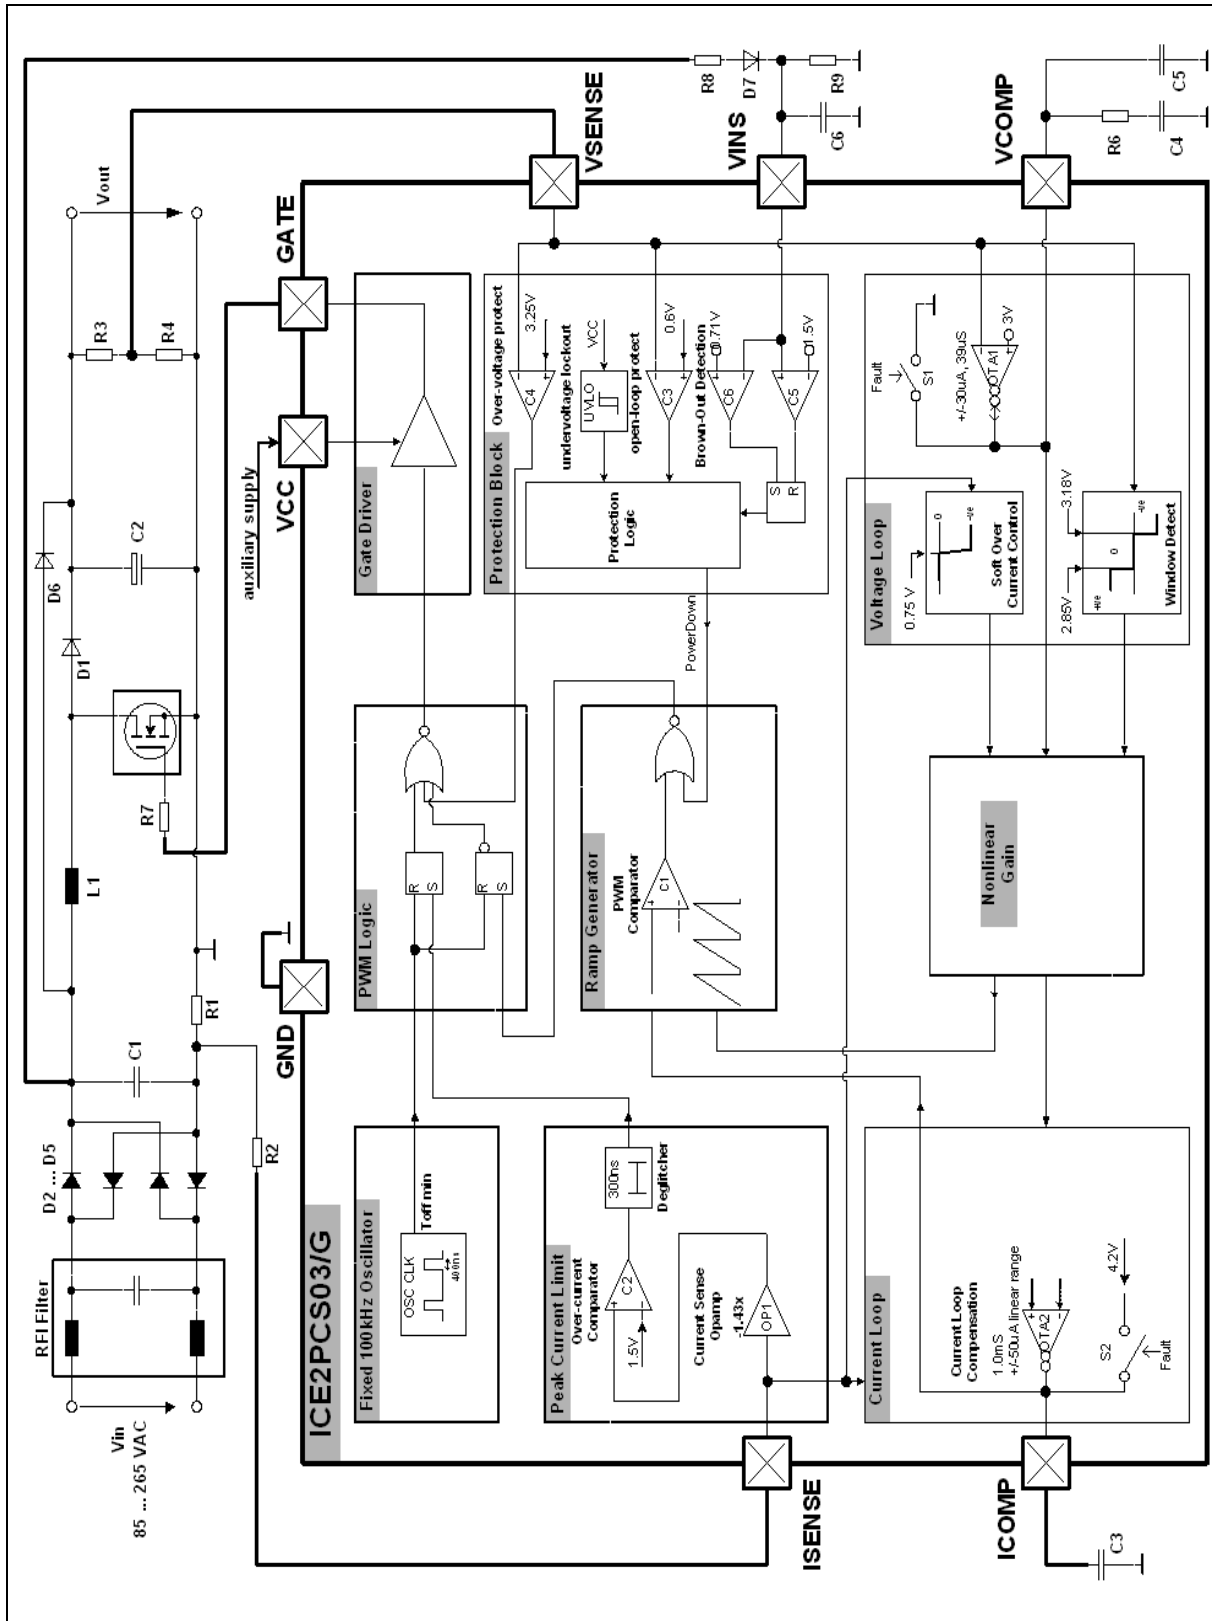 RFI Filter
Vin
85 ... 265 VAC
D2 ... D5
C1
R1
R2
L1
R7
D1
D6
C2
R3
R4
Vout
auxiliary supply
GND
VCC
GATE
ICE2PCS03/G
Fixed 100kHz Oscillator
OSC CLK
400ns
Toff min
PWM Logic
R
S
R
S
Gate Driver
Peak Current Limit
Over-current
Comparator
C2
+
-
1.5V
300ns
Deglitcher
Current Sense
Opamp
-1.43x
OP1
Ramp Generator
PWM
Comparator
C1
+
-
PowerDown
Protection Block
Over-voltage protect
C4
-
+
3.25V
undervoltage lockout
UVLO
VCC
open-loop protect
C3
-
+
0.6V
Brown-Out Detection
C6
-
+
0.71V
C5
+
-
1.5V
S
R
Protection
Logic
Current Loop
Current Loop
Compensation
1.0mS
+/-50uA linear range
OTA2
+
-
4.2V
S2
Fault
Nonlinear
Gain
Voltage Loop
0.75 V
0
-ve
Soft Over
Current Control
2.85V
3.18V
+ve
0
-ve
Window Detect
Fault
S1
+/-30uA, 39uS
OTA1
-
+
3V
VSENSE
VINS
VCOMP
ISENSE
ICOMP
R8
D7
R9
C6
C5
R6
C4
C3